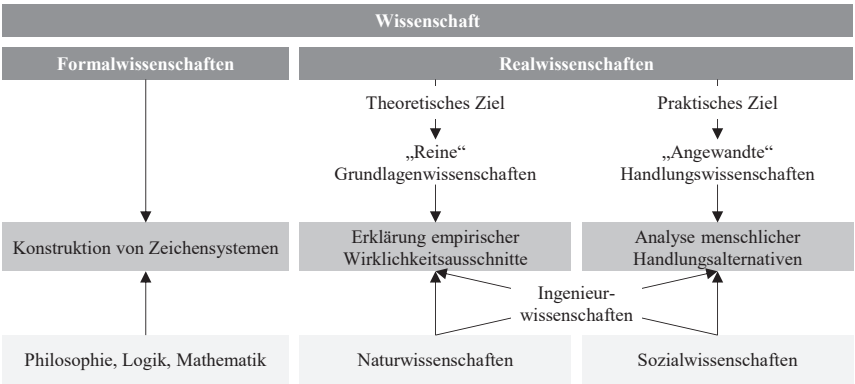 Wissenschaft
Formalwissenschaften
Realwissenschaften
Theoretisches Ziel
Praktisches Ziel
„Reine“
Grundlagenwissenschaften
„Angewandte“
Handlungswissenschaften
Konstruktion von Zeichensystemen
Erklärung empirischer
Wirklichkeitsausschnitte
Analyse menschlicher
Handlungsalternativen
Ingenieur-
wissenschaften
Philosophie, Logik, Mathematik
Naturwissenschaften
Sozialwissenschaften